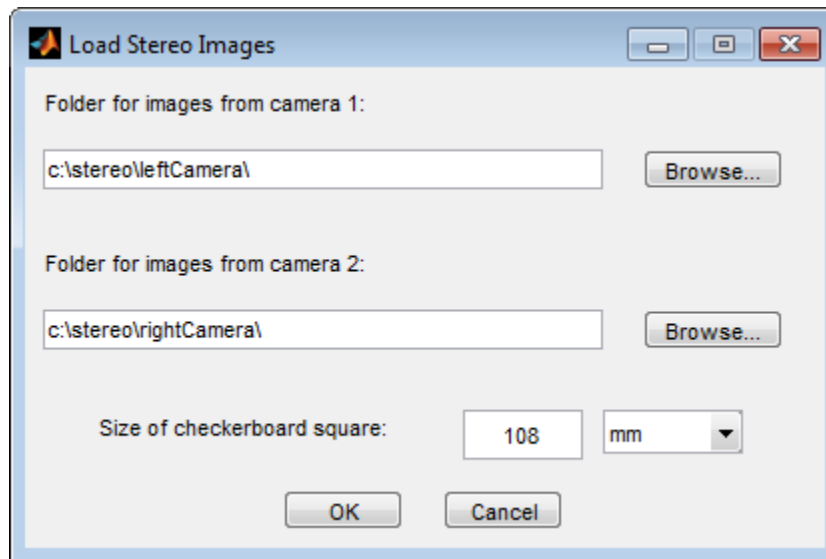 Load Stereo Images
Folder for images from camera 1:
c:\stereo\leftCamera\ Browse...
Folder for images from camera 2:
c:\stereo\rightCamera\ Browse...
Size of checkerboard square: 108 mm
OK Cancel